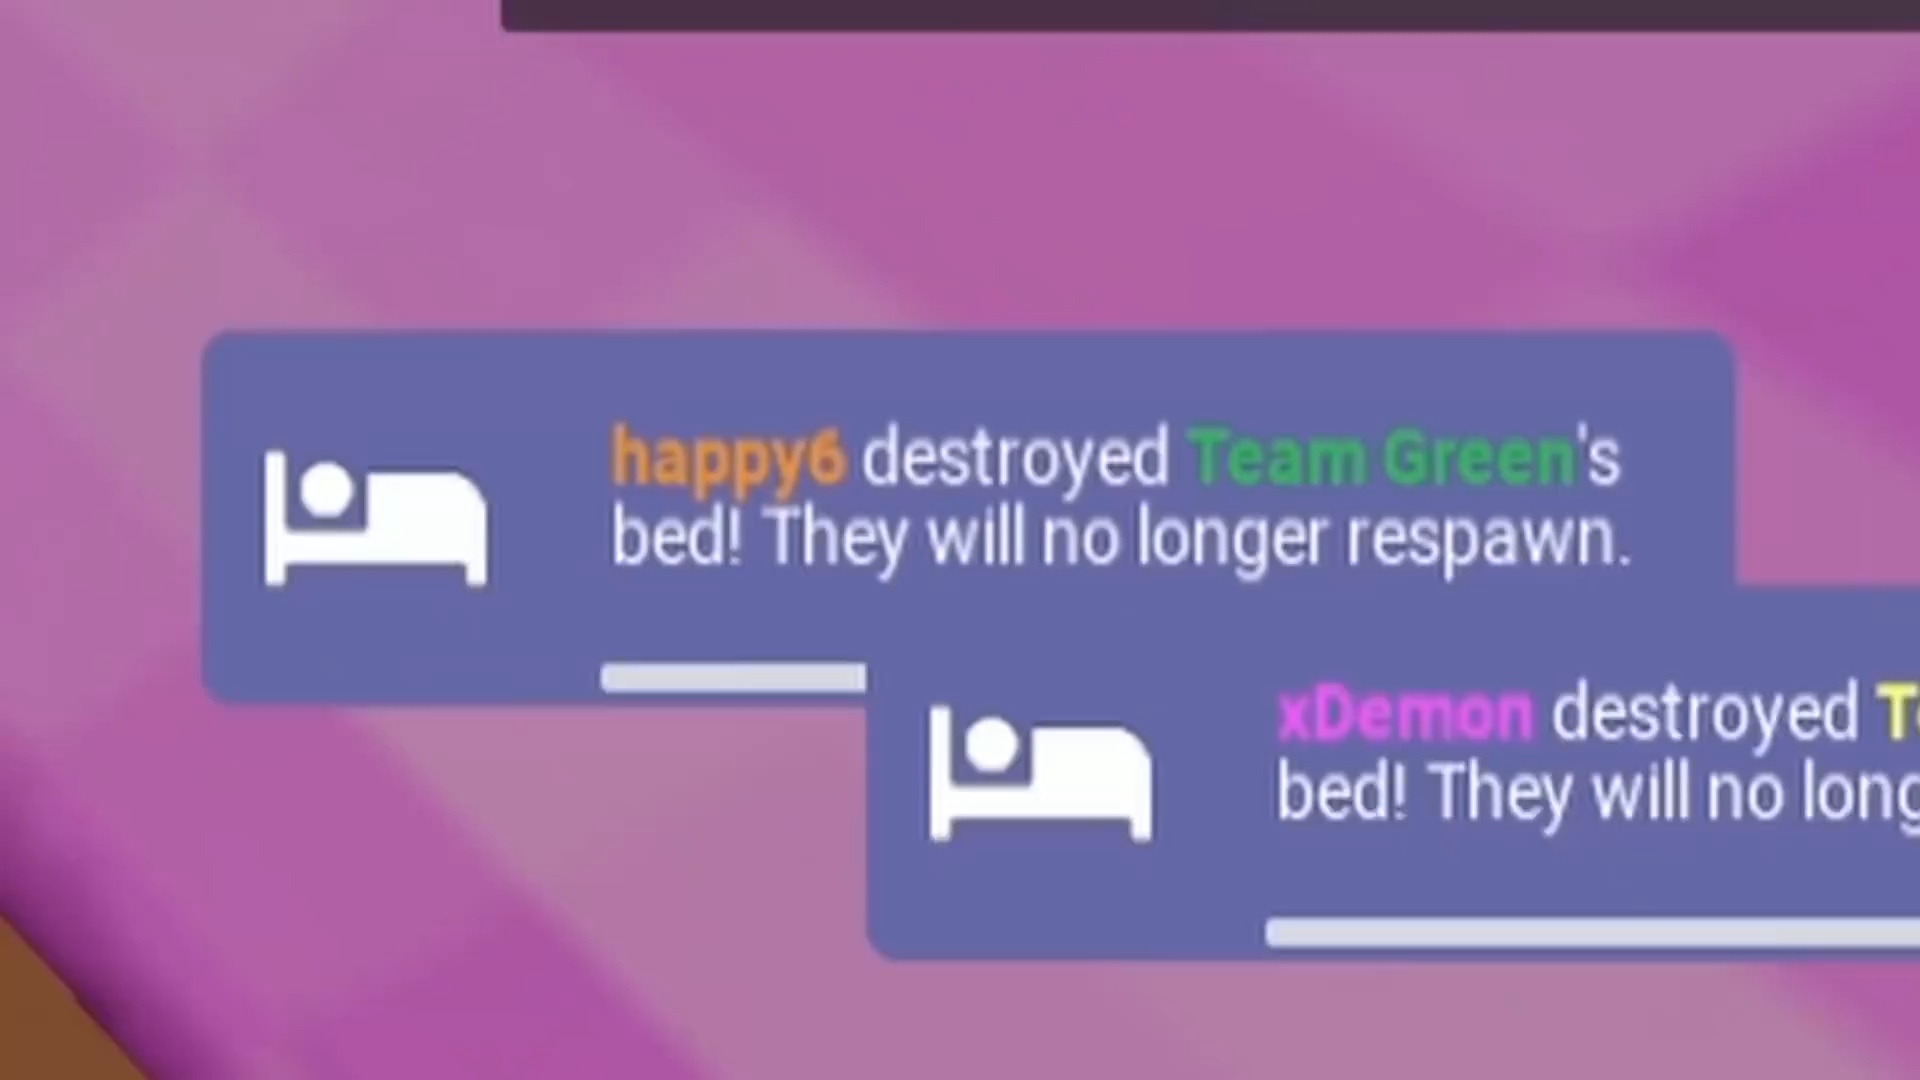 happy6 destroyed Team Green's
bed! They will no longer respawn.
xDemon destroyed
bed! They will no